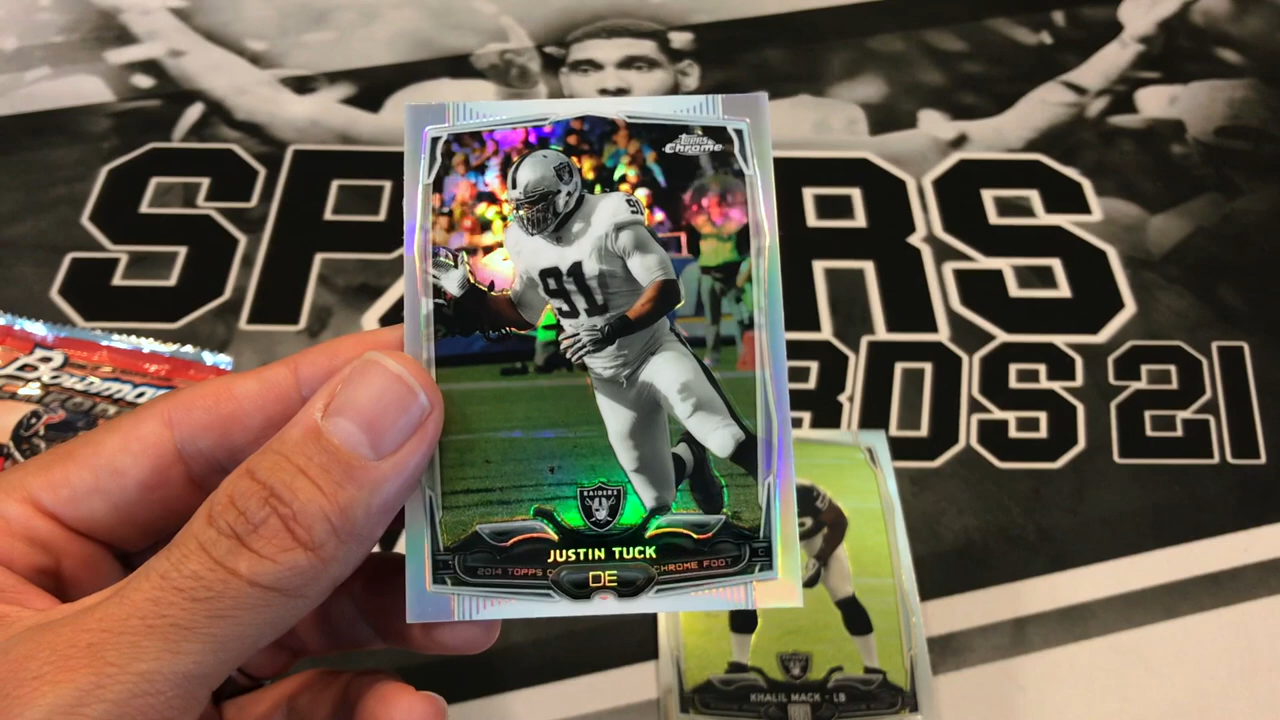 SP RS
RDS 21
Bowman
Topps
Chrome
91
91
RAIDERS
JUSTIN TUCK
2014 TOPPS C CHROME FOOT
DE
C
KHALIL MACK - LB